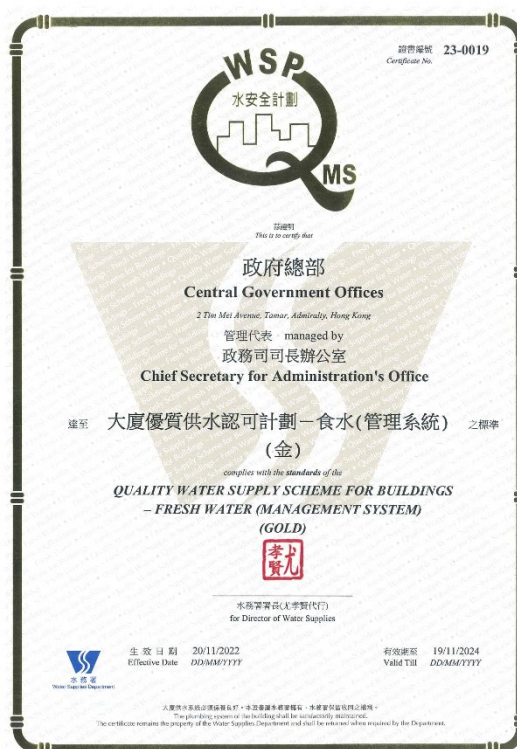 證書編號 23-0019
Certificate No.
WSP
水安全計劃
QMS
茲證明
This is to certify that
政府總部
Central Government Offices
2 Tim Mei Avenue, Tamar, Admiralty, Hong Kong
管理代表 - managed by
政務司司長辦公室
Chief Secretary for Administration's Office
達至 大廈優質供水認可計劃－食水(管理系統) 之標準
(金)
complies with the standards of the
QUALITY WATER SUPPLY SCHEME FOR BUILDINGS
– FRESH WATER (MANAGEMENT SYSTEM)
(GOLD)
尤孝賢
水務署署長(尤孝賢代行)
for Director of Water Supplies
生效日期 20/11/2022
Effective Date DD/MM/YYYY
有效期至 19/11/2024
Valid Till DD/MM/YYYY
水務署
Water Supplies Department
The plumbing system of the building shall be satisfactorily maintained.
The certificate remains the property of the Water Supplies Department and shall be returned when required by the Department.